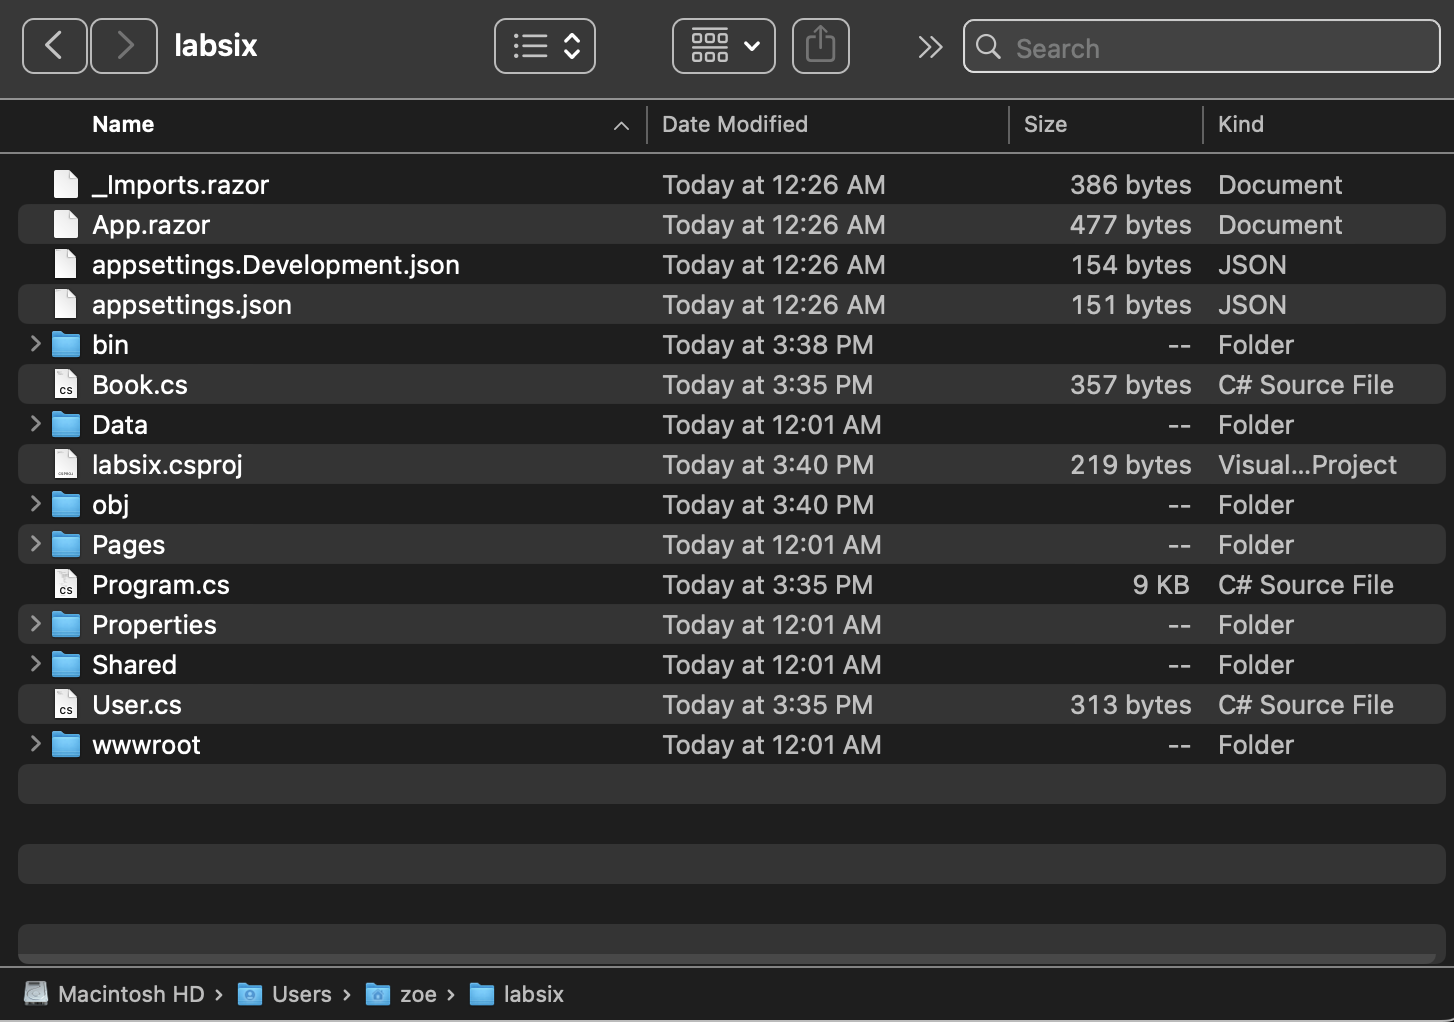 labsix
Search
Name Date Modified Size Kind
_Imports.razor Today at 12:26 AM 386 bytes Document
App.razor Today at 12:26 AM 477 bytes Document
appsettings.Development.json Today at 12:26 AM 154 bytes JSON
appsettings.json Today at 12:26 AM 151 bytes JSON
bin Today at 3:38 PM -- Folder
cs Book.cs Today at 3:35 PM 357 bytes C# Source File
Data Today at 12:01 AM -- Folder
labsix.csproj Today at 3:40 PM 219 bytes Visual...Project
obj Today at 3:40 PM -- Folder
Pages Today at 12:01 AM -- Folder
cs Program.cs Today at 3:35 PM 9 KB C# Source File
Properties Today at 12:01 AM -- Folder
Shared Today at 12:01 AM -- Folder
cs User.cs Today at 3:35 PM 313 bytes C# Source File
wwwroot Today at 12:01 AM -- Folder
Macintosh HD › Users › zoe › labsix